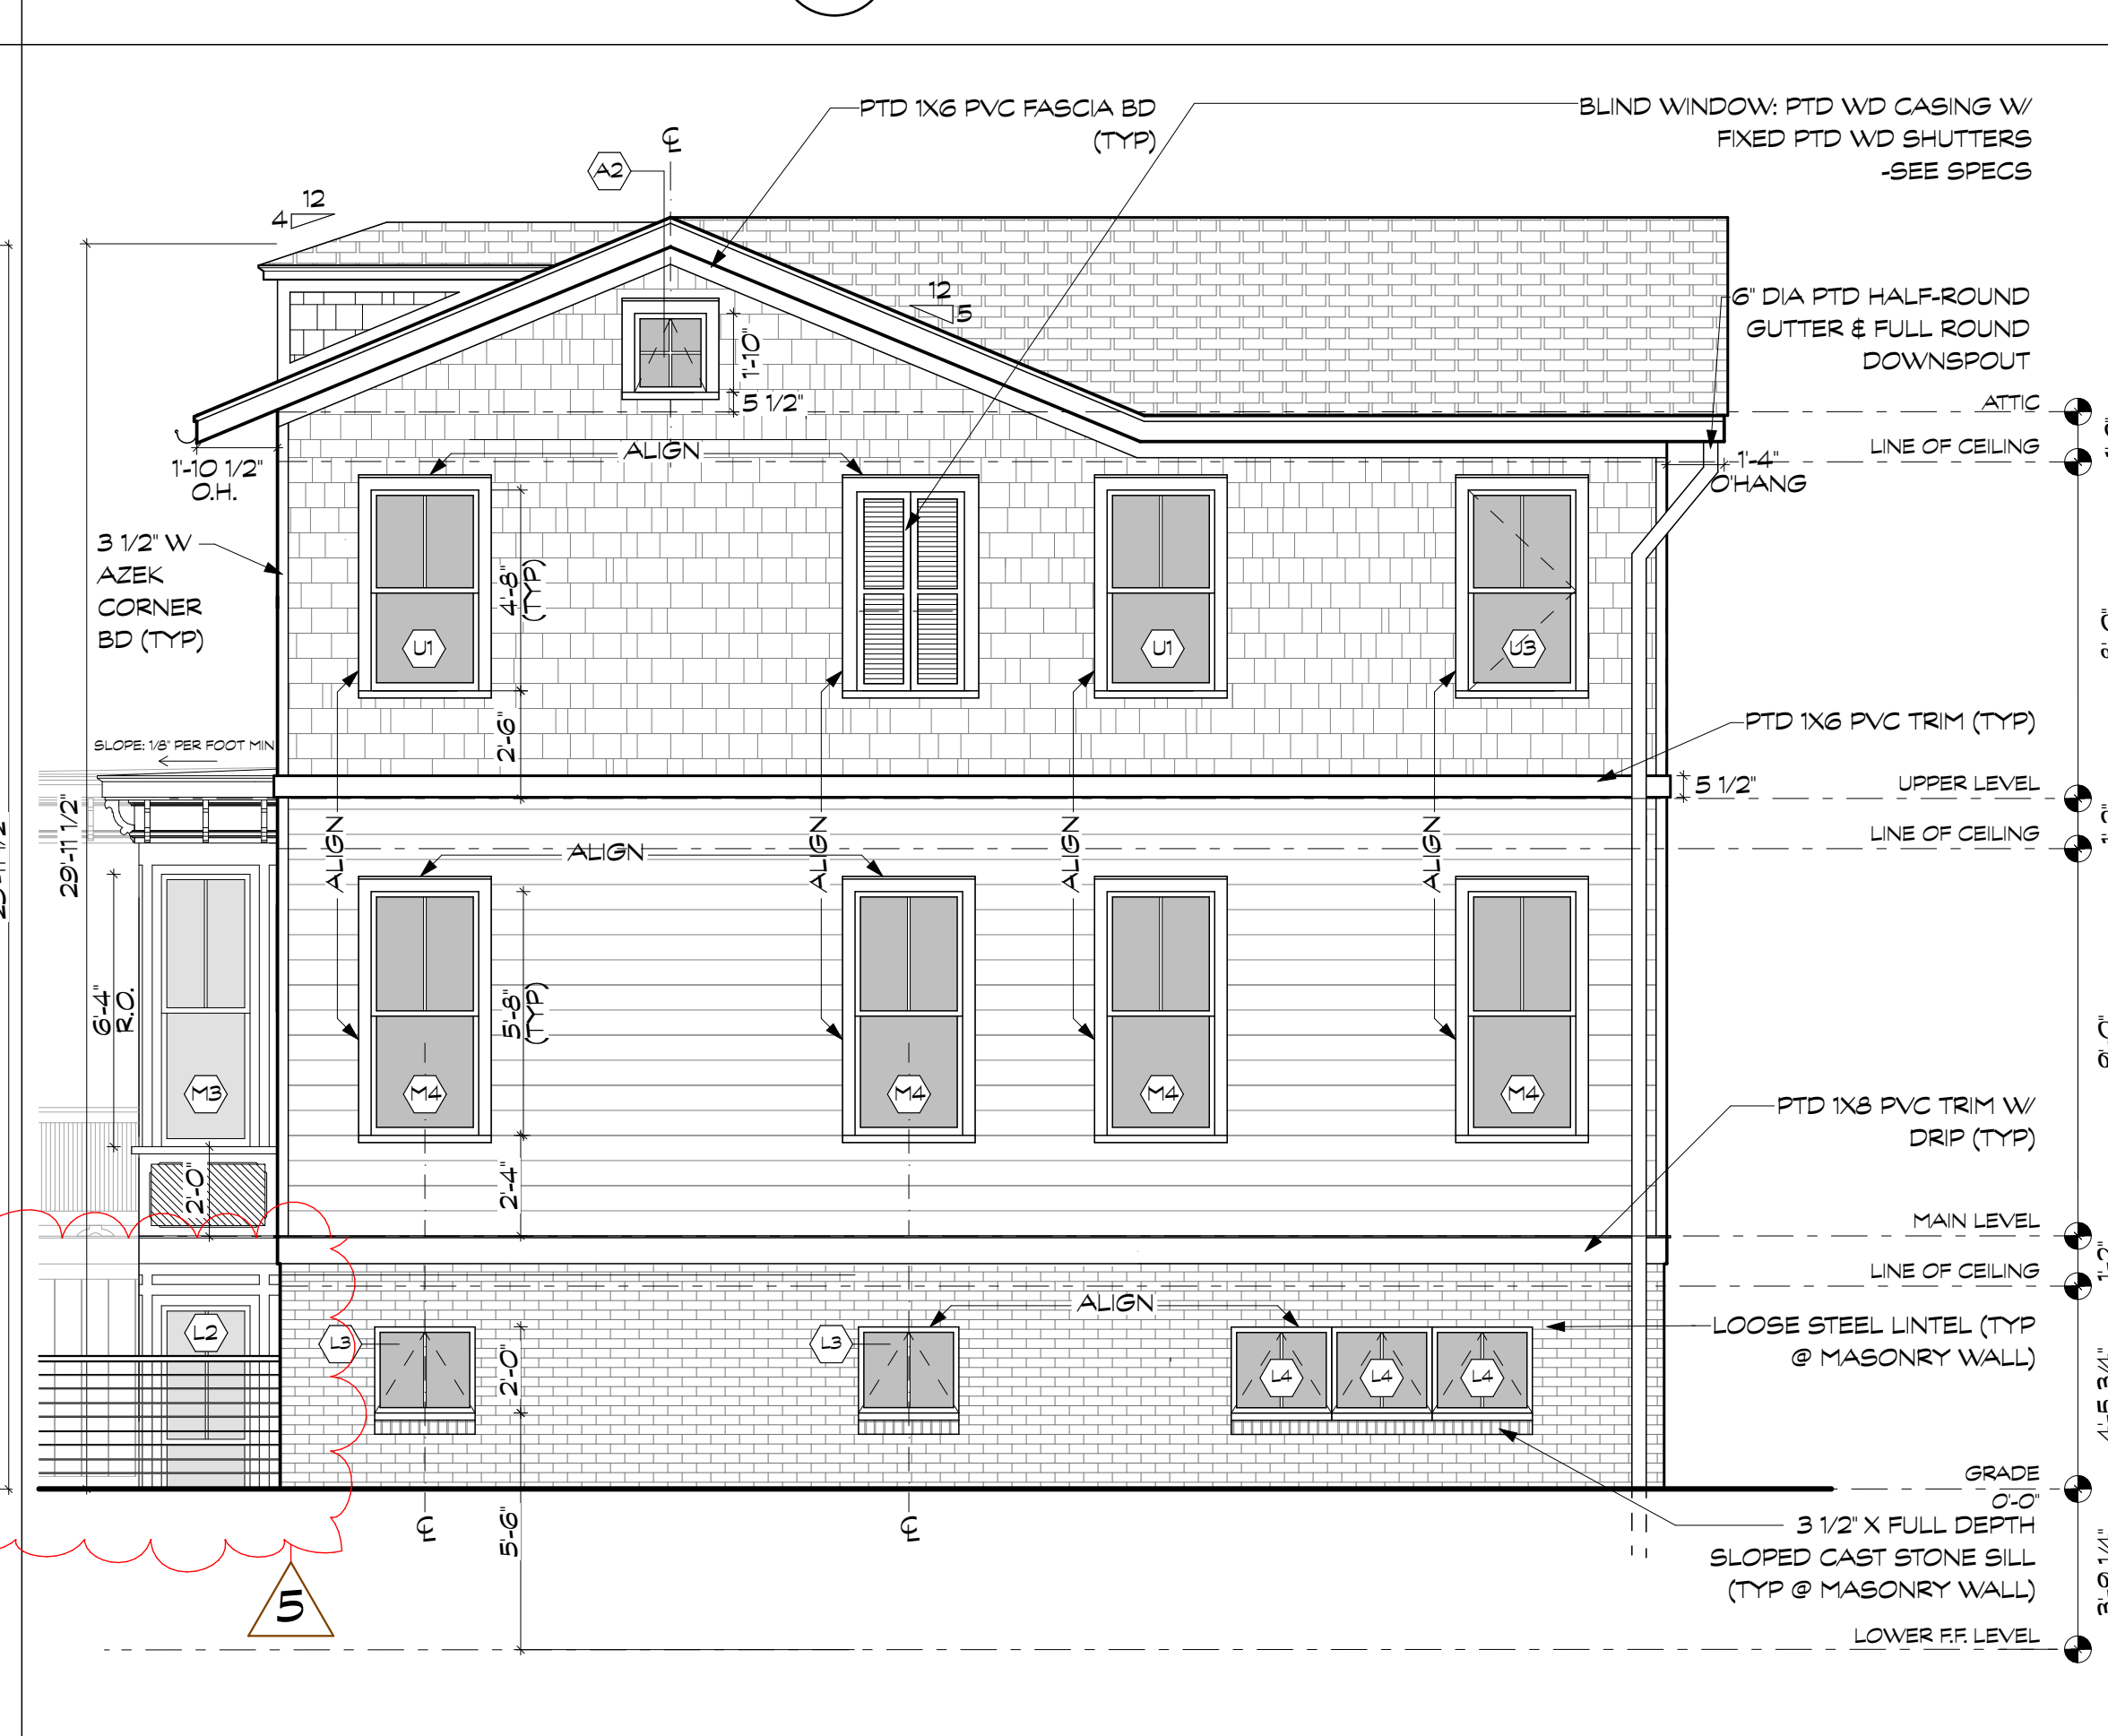 PTD 1X6 PVC FASCIA BD
(TYP)
BLIND WINDOW: PTD WD CASING W/
FIXED PTD WD SHUTTERS
-SEE SPECS
A2
12
4
12
5
6" DIA PTD HALF-ROUND
GUTTER & FULL ROUND
DOWNSPOUT
1'-10"
5 1/2"
ATTIC
ALIGN
LINE OF CEILING
1'-10 1/2"
O.H.
1'-4"
O'HANG
3 1/2" W
AZEK
CORNER
BD (TYP)
4'-8"
(TYP)
U1
U1
U3
2'-6"
PTD 1X6 PVC TRIM (TYP)
SLOPE: 1/8" PER FOOT MIN
5 1/2"
UPPER LEVEL
29'-11 1/2"
LINE OF CEILING
ALIGN
ALIGN
ALIGN
ALIGN
ALIGN
6'-4"
R.O.
5'-8"
(TYP)
M3
M4
M4
M4
M4
PTD 1X8 PVC TRIM W/
DRIP (TYP)
2'-0"
2'-4"
MAIN LEVEL
1'-2"
LINE OF CEILING
ALIGN
L2
L3
L3
LOOSE STEEL LINTEL (TYP
@ MASONRY WALL)
2'-0"
L4
L4
L4
4'-5 3/4"
GRADE
0'-0"
5'-6"
3 1/2" X FULL DEPTH
SLOPED CAST STONE SILL
(TYP @ MASONRY WALL)
5
LOWER F.F. LEVEL